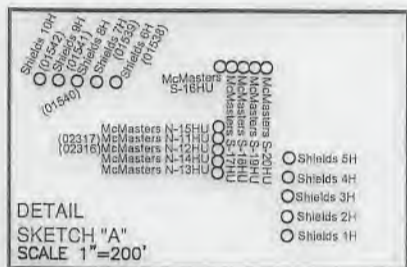 Shields 10H
(01542)
Shields 9H
(01541)
Shields 8H
(01540)
Shields 7H
(01539)
Shields 6H
(01538)
McMasters
S-16HU
McMasters S-17HU
McMasters S-18HU
McMasters S-19HU
McMasters S-20HU
McMasters N-15HU
(02317)McMasters N-11HU
(02316)McMasters N-12HU
McMasters N-14HU
McMasters N-13HU
Shields 5H
Shields 4H
Shields 3H
Shields 2H
Shields 1H
DETAIL
SKETCH "A"
SCALE 1"=200'